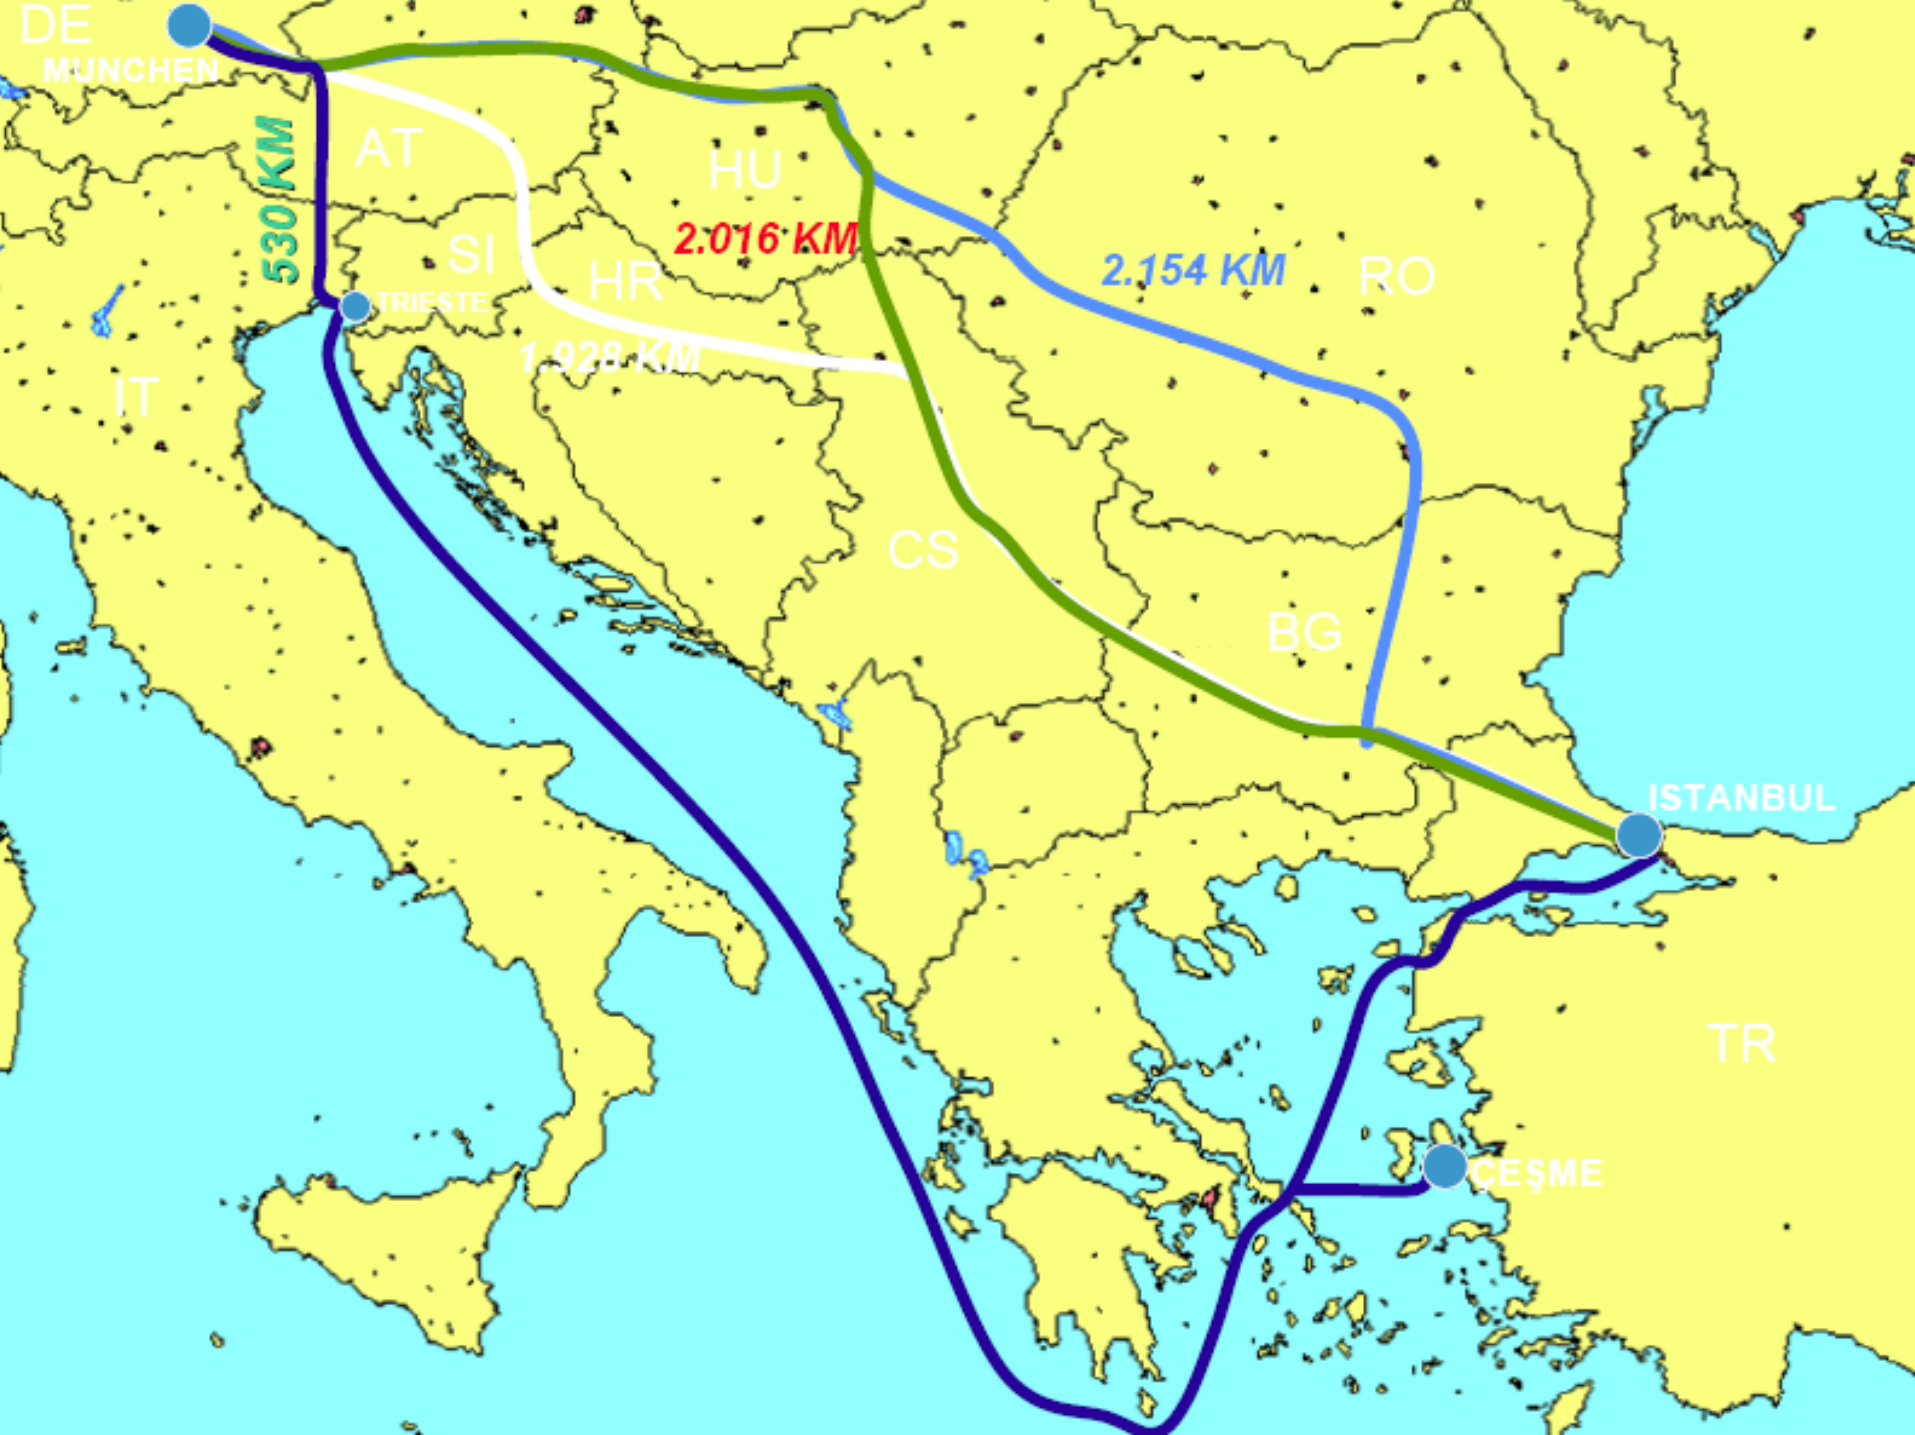 DE
MUNCHEN
530 KM
AT
HU
2.016 KM
SI
HR
2.154 KM
RO
TRIESTE
1.928 KM
IT
CS
BG
ISTANBUL
TR
ÇEŞME